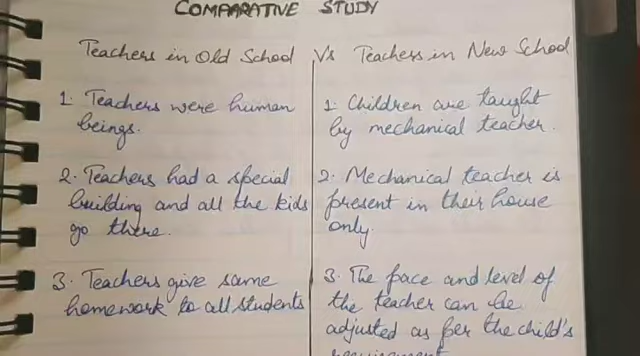 COMPARATIVE STUDY
Teachers in Old School Vs Teachers in New School
1. Teachers were human
beings.
2. Teachers had a special
building and all the kids
go there.
3. Teachers give same
homework to all students
1. Children are taught
by mechanical teacher.
2. Mechanical teacher is
present in their house
only.
3. The pace and level of
the teacher can be
adjusted as per the child's